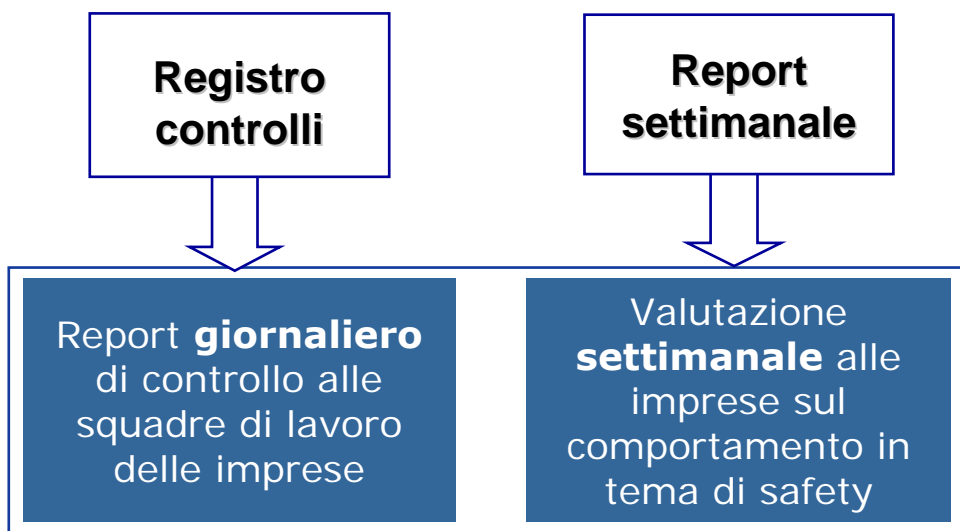 Registro
controlli
Report
settimanale
Report giornaliero
di controllo alle
squadre di lavoro
delle imprese
Valutazione
settimanale alle
imprese sul
comportamento in
tema di safety